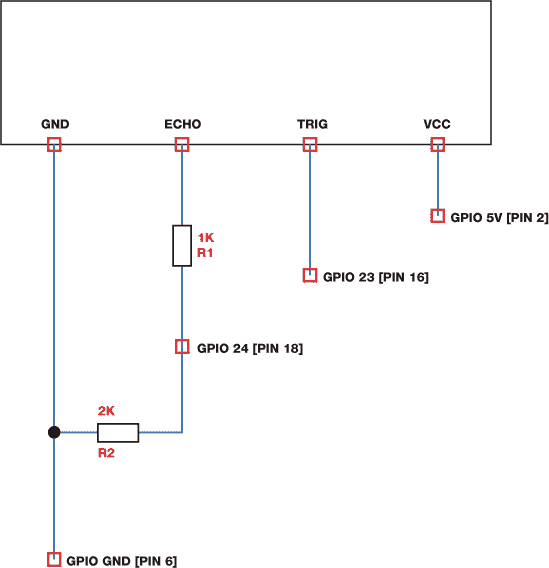 GND
ECHO
TRIG
VCC
GPIO 5V [PIN 2]
1K
R1
GPIO 23 [PIN 16]
GPIO 24 [PIN 18]
2K
R2
GPIO GND [PIN 6]